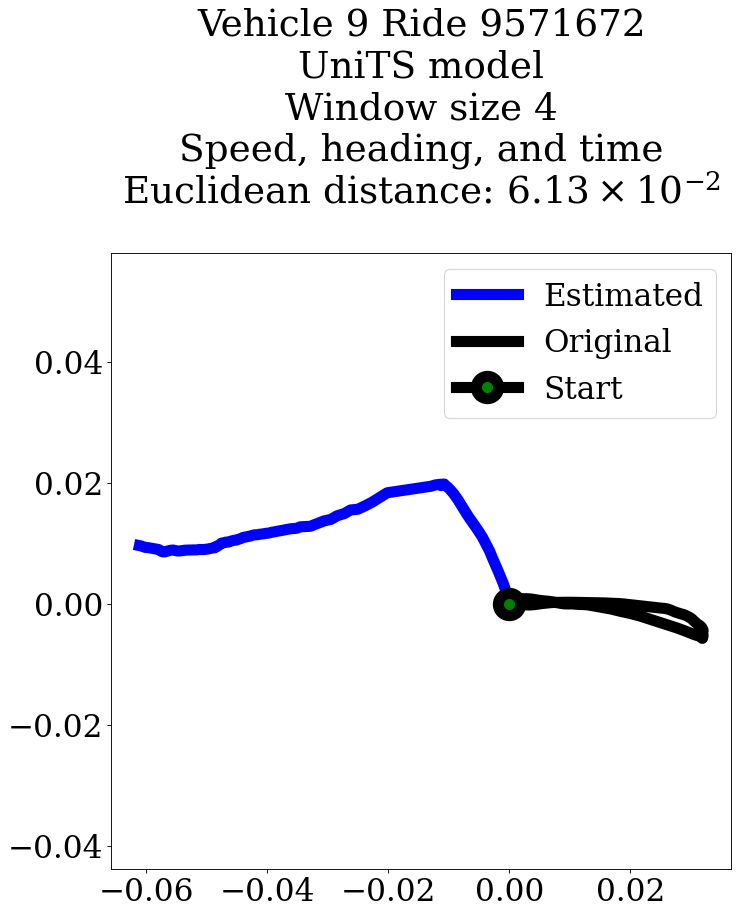 Vehicle 9 Ride 9571672
UniTS model
Window size 4
Speed, heading, and time
Euclidean distance: 6.13 × 10⁻²
Estimated
Original
Start
0.04
0.02
0.00
−0.02
−0.04
−0.06 −0.04 −0.02 0.00 0.02